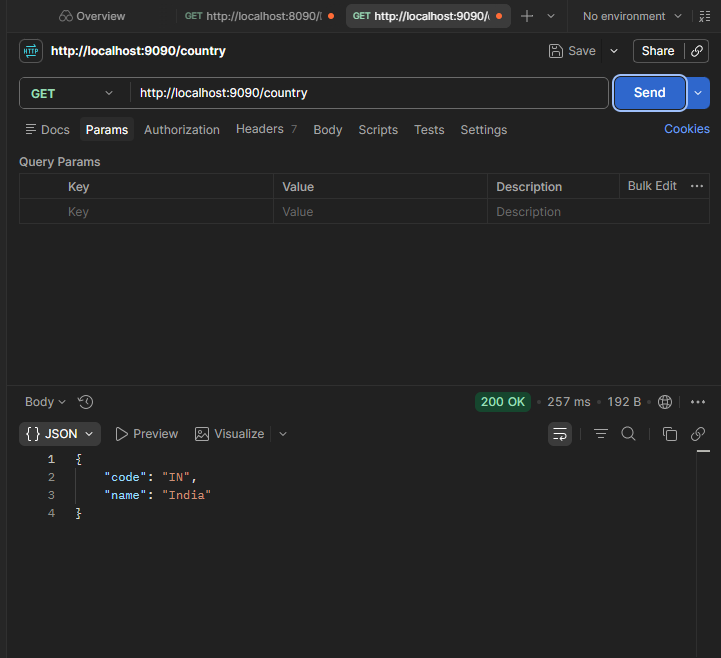 Overview GET http://localhost:8090/ GET http://localhost:9090/ No environment
HTTP http://localhost:9090/country Save Share
GET http://localhost:9090/country Send
Docs Params Authorization Headers 7 Body Scripts Tests Settings Cookies
Query Params
Key Value Description Bulk Edit ...
Key Value Description
Body 200 OK • 257 ms • 192 B • ...
{} JSON Preview Visualize
1 {
2 "code": "IN",
3 "name": "India"
4 }